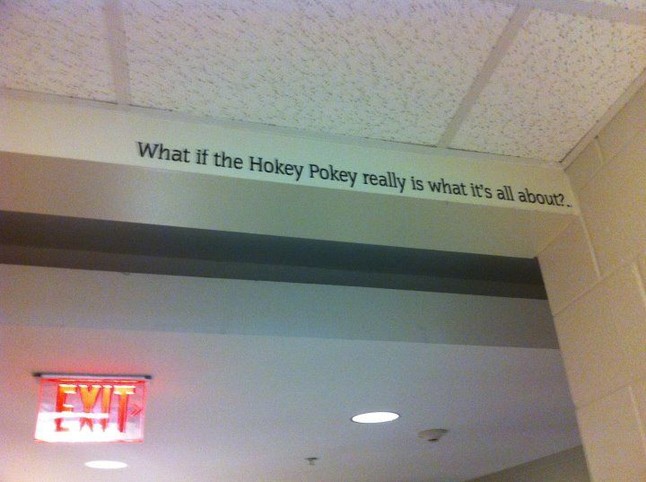 What if the Hokey Pokey really is what it's all about?..
EXIT